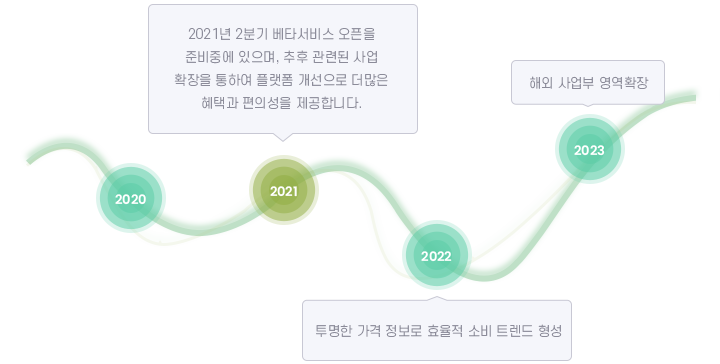 2021년 2분기 베타서비스 오픈을
준비중에 있으며, 추후 관련된 사업
확장을 통하여 플랫폼 개선으로 더많은
혜택과 편의성을 제공합니다.
해외 사업부 영역확장
2020
2021
2022
2023
투명한 가격 정보로 효율적 소비 트렌드 형성